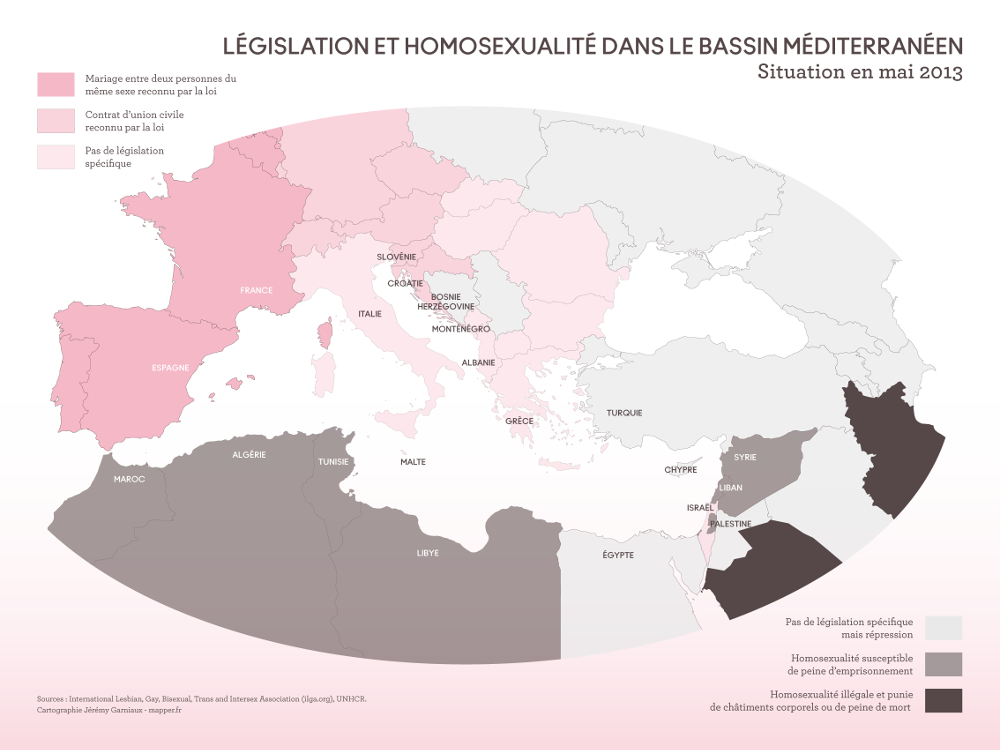 LÉGISLATION ET HOMOSEXUALITÉ DANS LE BASSIN MÉDITERRANÉEN
Situation en mai 2013
Mariage entre deux personnes du
même sexe reconnu par la loi
Contrat d'union civile
reconnu par la loi
Pas de législation
spécifique
SLOVÉNIE
CROATIE
FRANCE
BOSNIE
HERZÉGOVINE
ITALIE
MONTÉNÉGRO
ALBANIE
ESPAGNE
TURQUIE
GRÈCE
ALGÉRIE
TUNISIE
MALTE
SYRIE
CHYPRE
MAROC
LIBAN
ISRAËL
PALESTINE
LIBYE
ÉGYPTE
Pas de législation spécifique
mais répression
Homosexualité susceptible
de peine d'emprisonnement
Homosexualité illégale et punie
de châtiments corporels ou de peine de mort
Sources : International Lesbian, Gay, Bisexual, Trans and Intersex Association (ilga.org), UNHCR.
Cartographie Jérémy Garniaux - mapper.fr